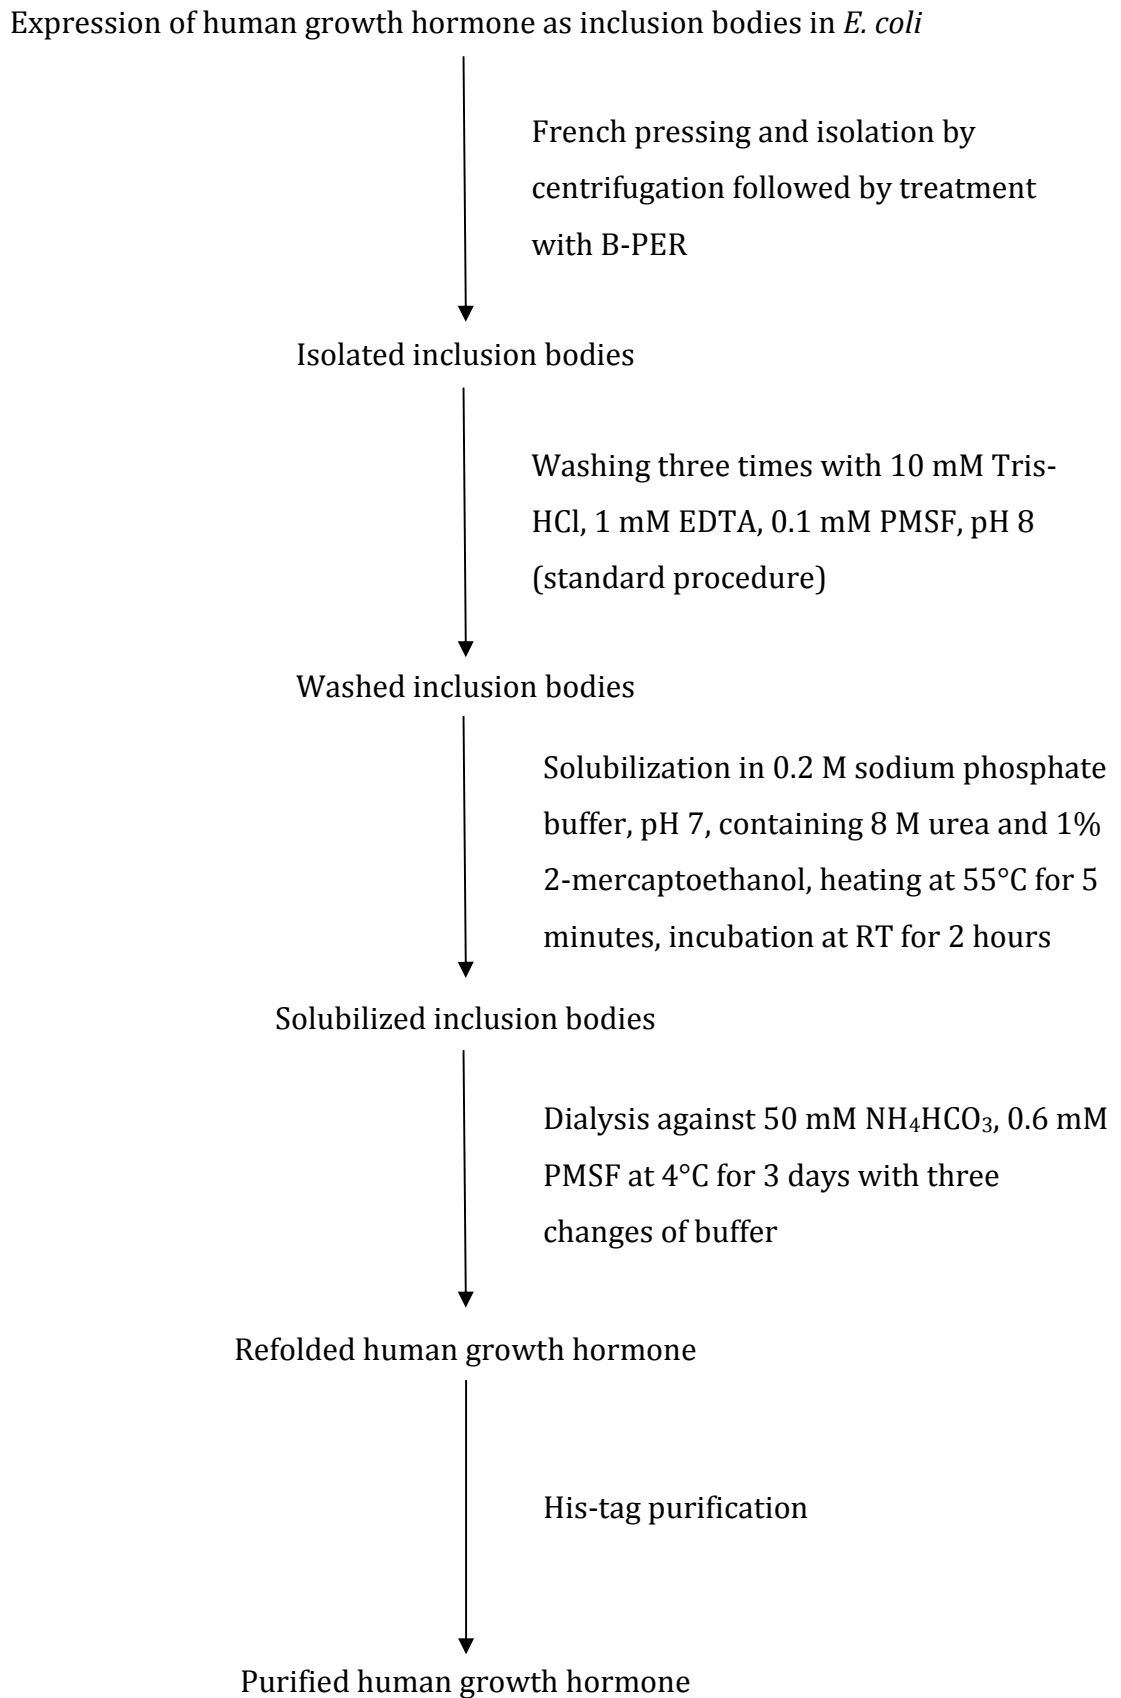 Expression of human growth hormone as inclusion bodies in E. coli
French pressing and isolation by
centrifugation followed by treatment
with B-PER
Isolated inclusion bodies
Washing three times with 10 mM Tris-
HCl, 1 mM EDTA, 0.1 mM PMSF, pH 8
(standard procedure)
Washed inclusion bodies
Solubilization in 0.2 M sodium phosphate
buffer, pH 7, containing 8 M urea and 1%
2-mercaptoethanol, heating at 55°C for 5
minutes, incubation at RT for 2 hours
Solubilized inclusion bodies
Dialysis against 50 mM NH₄HCO₃, 0.6 mM
PMSF at 4°C for 3 days with three
changes of buffer
Refolded human growth hormone
His-tag purification
Purified human growth hormone